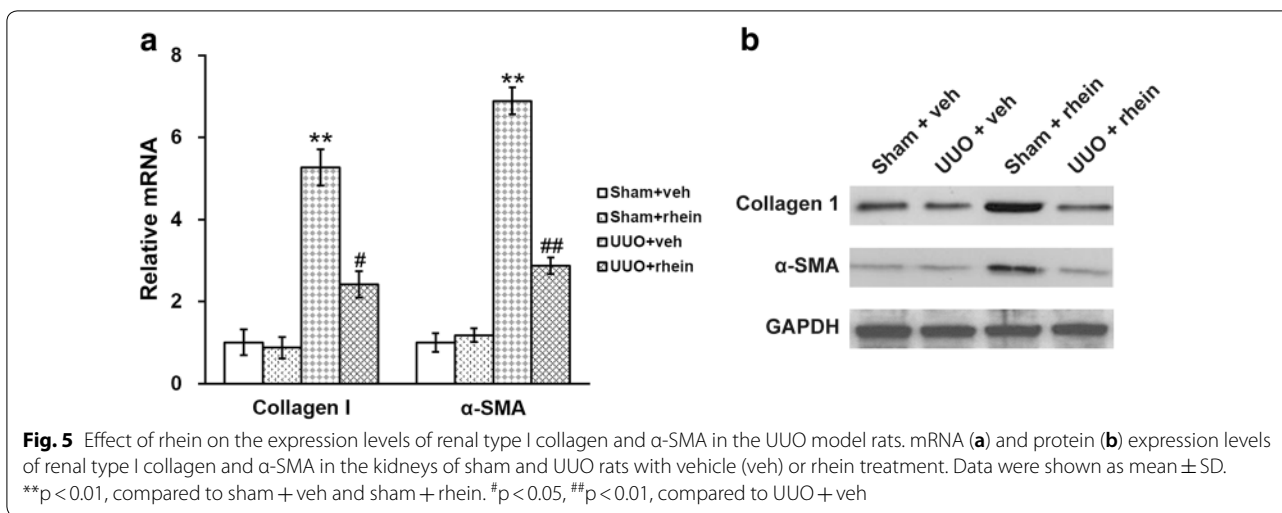 a
b
8
6
4
2
0
Relative mRNA
**
#
**
##
Collagen I
α-SMA
Sham+veh
Sham+rhein
UUO+veh
UUO+rhein
Sham + veh
UUO + veh
Sham + rhein
UUO + rhein
Collagen 1
α-SMA
GAPDH
Fig. 5 Effect of rhein on the expression levels of renal type I collagen and α-SMA in the UUO model rats. mRNA (a) and protein (b) expression levels
of renal type I collagen and α-SMA in the kidneys of sham and UUO rats with vehicle (veh) or rhein treatment. Data were shown as mean ± SD.
**p < 0.01, compared to sham + veh and sham + rhein. #p < 0.05, ##p < 0.01, compared to UUO + veh